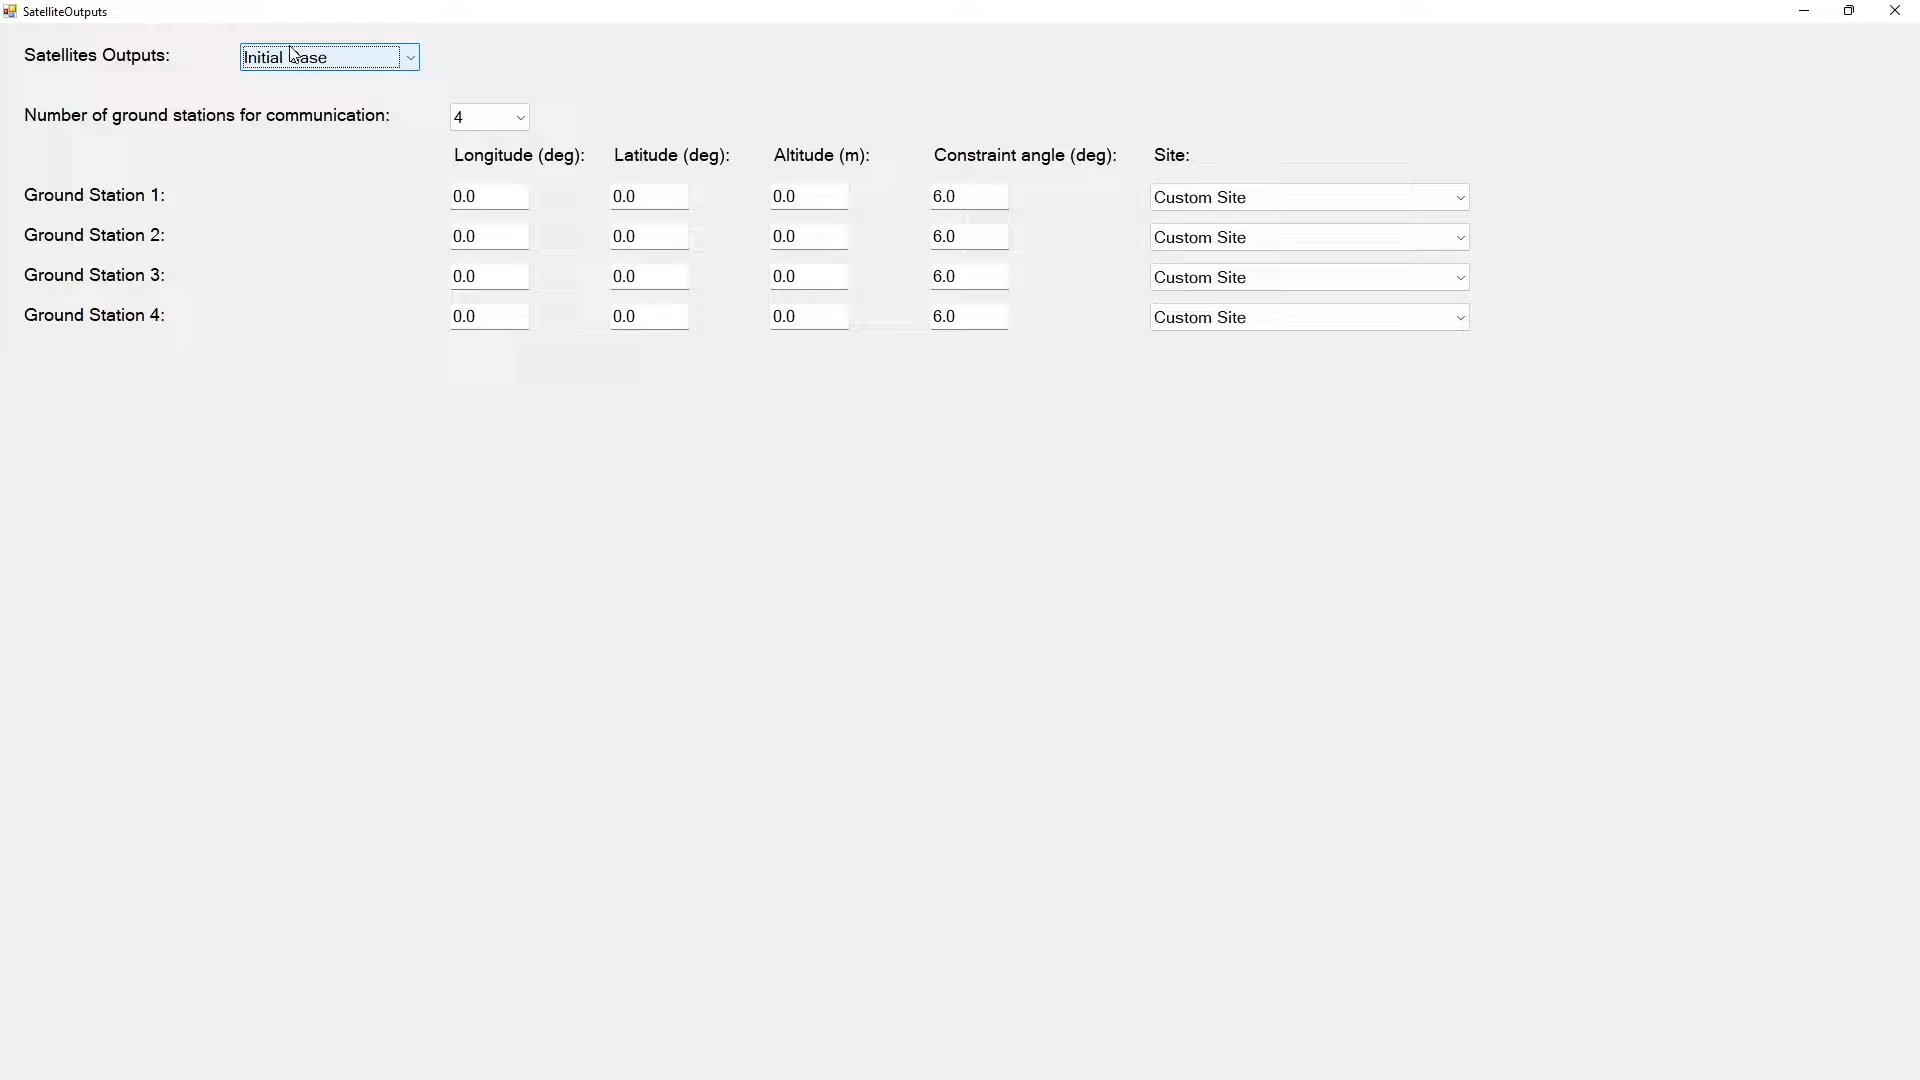 SatelliteOutputs
Satellites Outputs:
Initial
Number of ground stations for communication: 4
Longitude (deg): Latitude (deg): Altitude (m): Constraint angle (deg): Site:
Ground Station 1: 0.0 0.0 0.0 6.0 Custom Site
Ground Station 2: 0.0 0.0 0.0 6.0 Custom Site
Ground Station 3: 0.0 0.0 0.0 6.0 Custom Site
Ground Station 4: 0.0 0.0 0.0 6.0 Custom Site